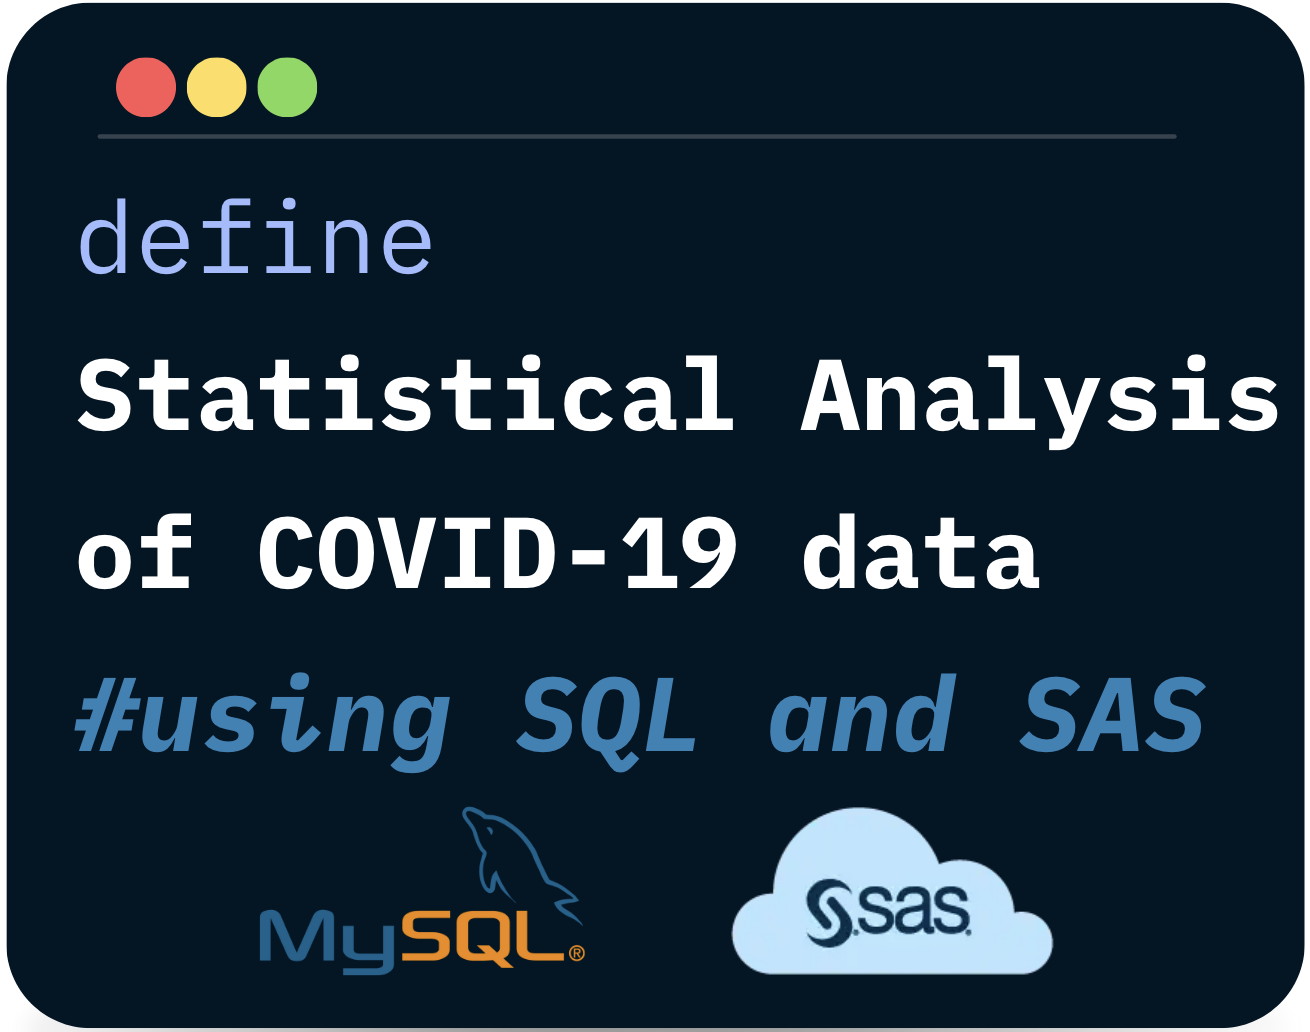 define
Statistical Analysis
of COVID-19 data
#using SQL and SAS
MySQL®
sas